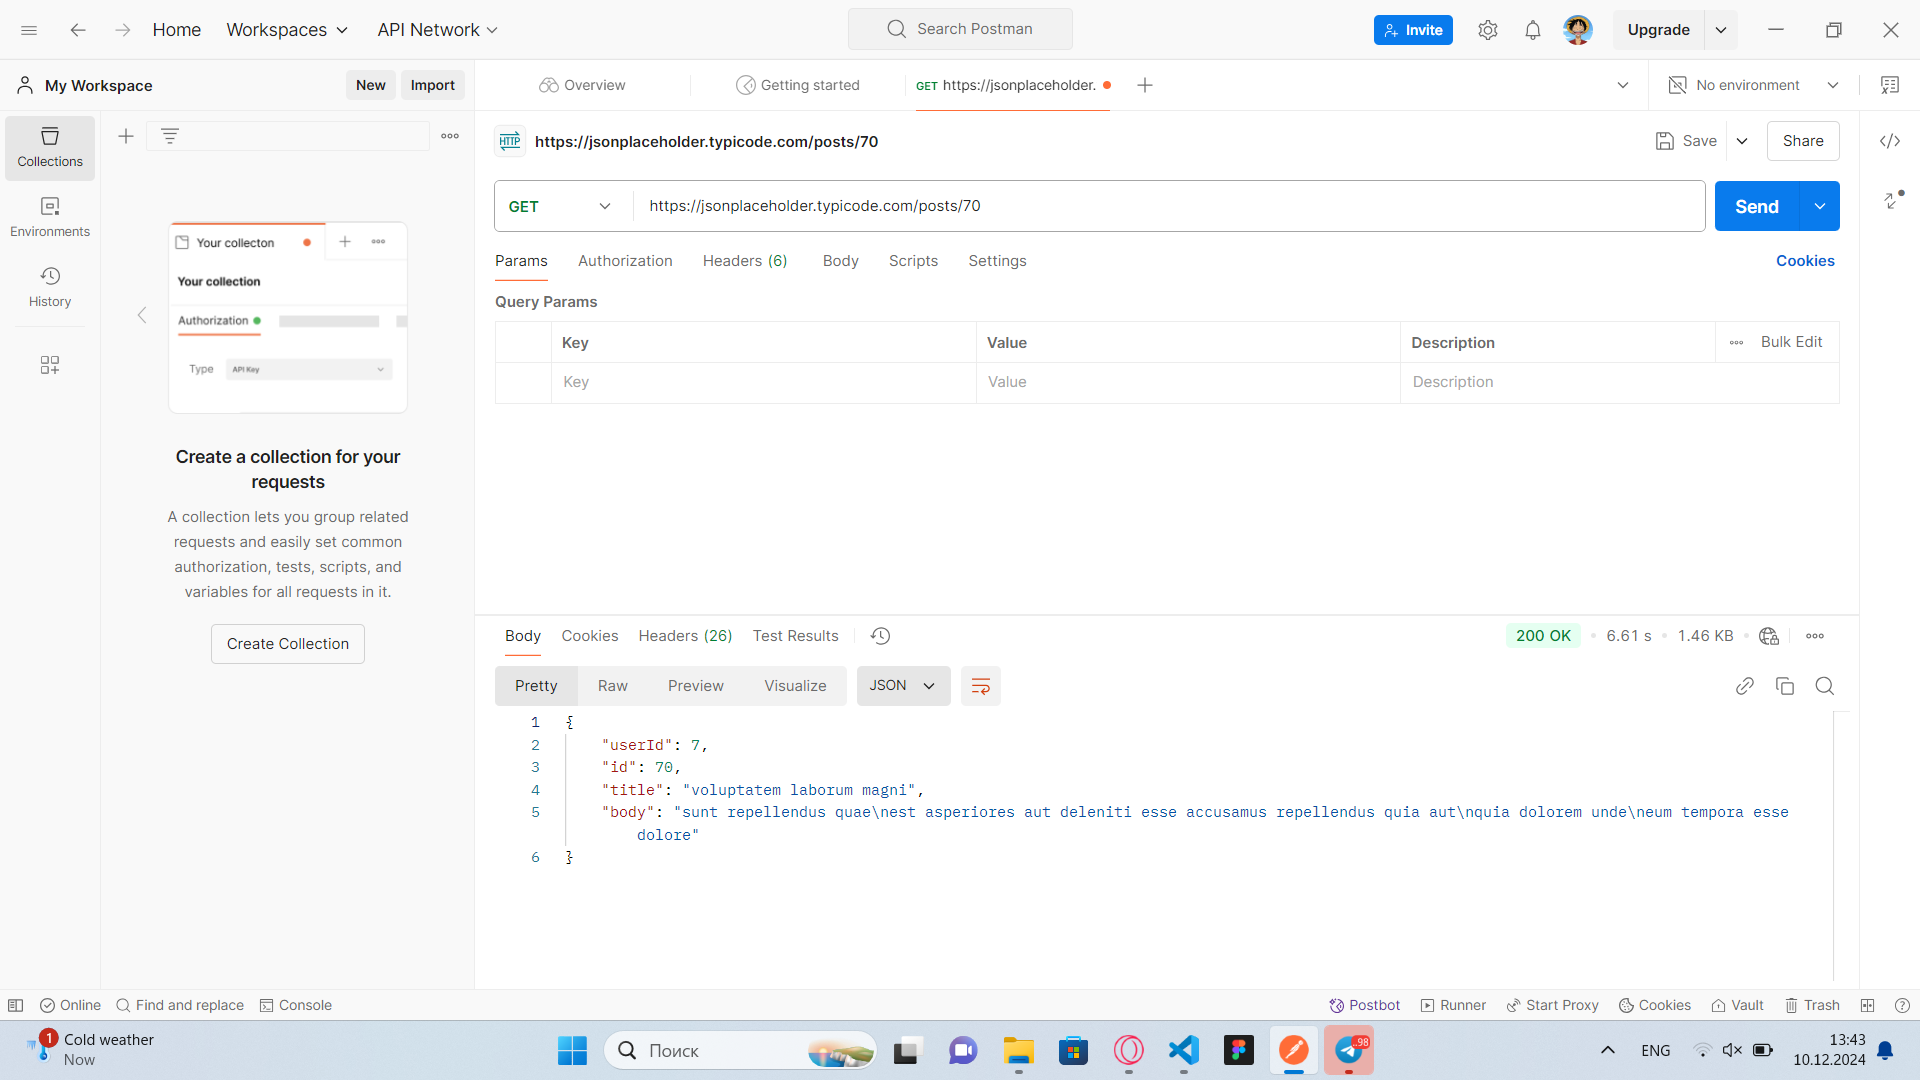 Home Workspaces API Network Search Postman Invite Upgrade
My Workspace New Import Overview Getting started GET https://jsonplaceholder. No environment
Collections
Environments
History
Your collecton
Your collection
Authorization
Type API Key
Create a collection for your
requests
A collection lets you group related
requests and easily set common
authorization, tests, scripts, and
variables for all requests in it.
Create Collection
HTTP https://jsonplaceholder.typicode.com/posts/70 Save Share
GET https://jsonplaceholder.typicode.com/posts/70 Send
Params Authorization Headers (6) Body Scripts Settings Cookies
Query Params
Key Value Description Bulk Edit
Key Value Description
Body Cookies Headers (26) Test Results 200 OK 6.61 s 1.46 KB
Pretty Raw Preview Visualize JSON
1 {
2 "userId": 7,
3 "id": 70,
4 "title": "voluptatem laborum magni",
5 "body": "sunt repellendus quae\nest asperiores aut deleniti esse accusamus repellendus quia aut\nquia dolorem unde\neum tempora esse
dolore"
6 }
Online Find and replace Console Postbot Runner Start Proxy Cookies Vault Trash
1 Cold weather
Now
Поиск
98
ENG
13:43
10.12.2024